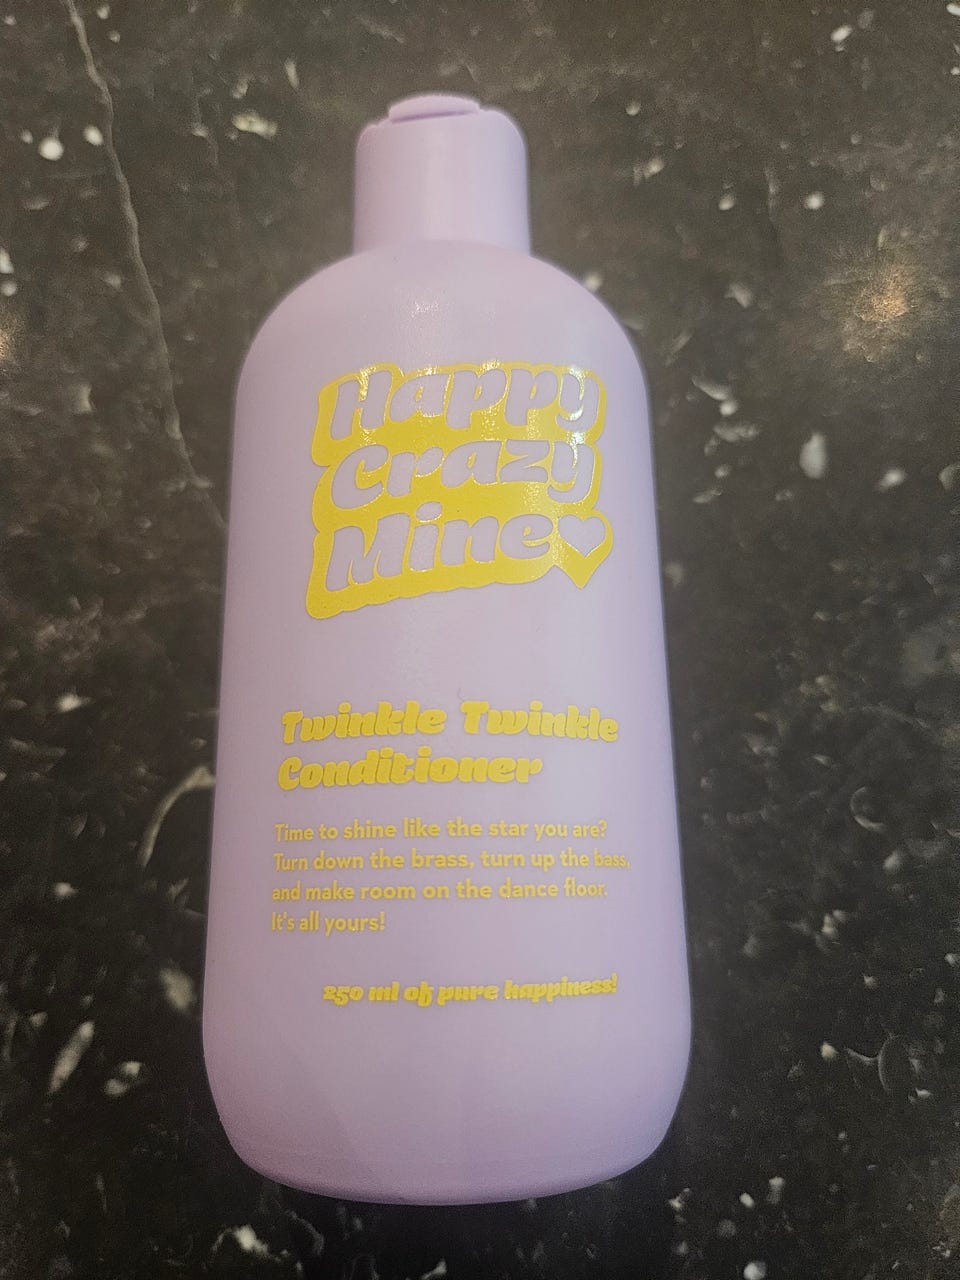 Happy
Crazy
Mine
Twinkle Twinkle
Conditioner
Time to shine like the star you are?
Turn down the brass, turn up the bass,
and make room on the dance floor.
It's all yours!
250 ml of pure happiness!